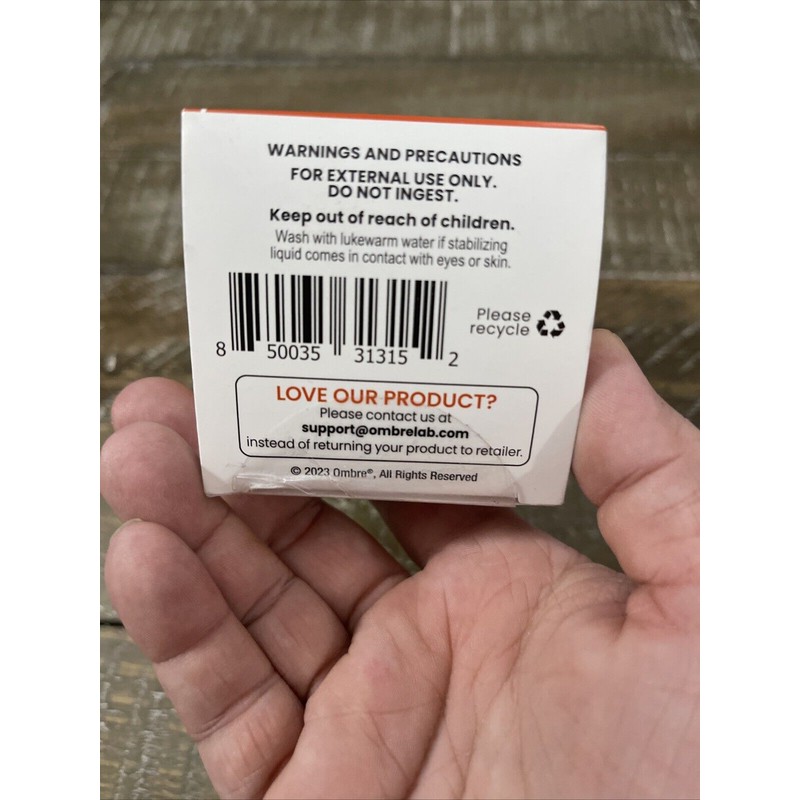 WARNINGS AND PRECAUTIONS
FOR EXTERNAL USE ONLY.
DO NOT INGEST.
Keep out of reach of children.
Wash with lukewarm water if stabilizing
liquid comes in contact with eyes or skin.
Please
recycle
8 50035 31315 2
LOVE OUR PRODUCT?
Please contact us at
support@ombrelab.com
instead of returning your product to retailer.
© 2023 Ombre®, All Rights Reserved